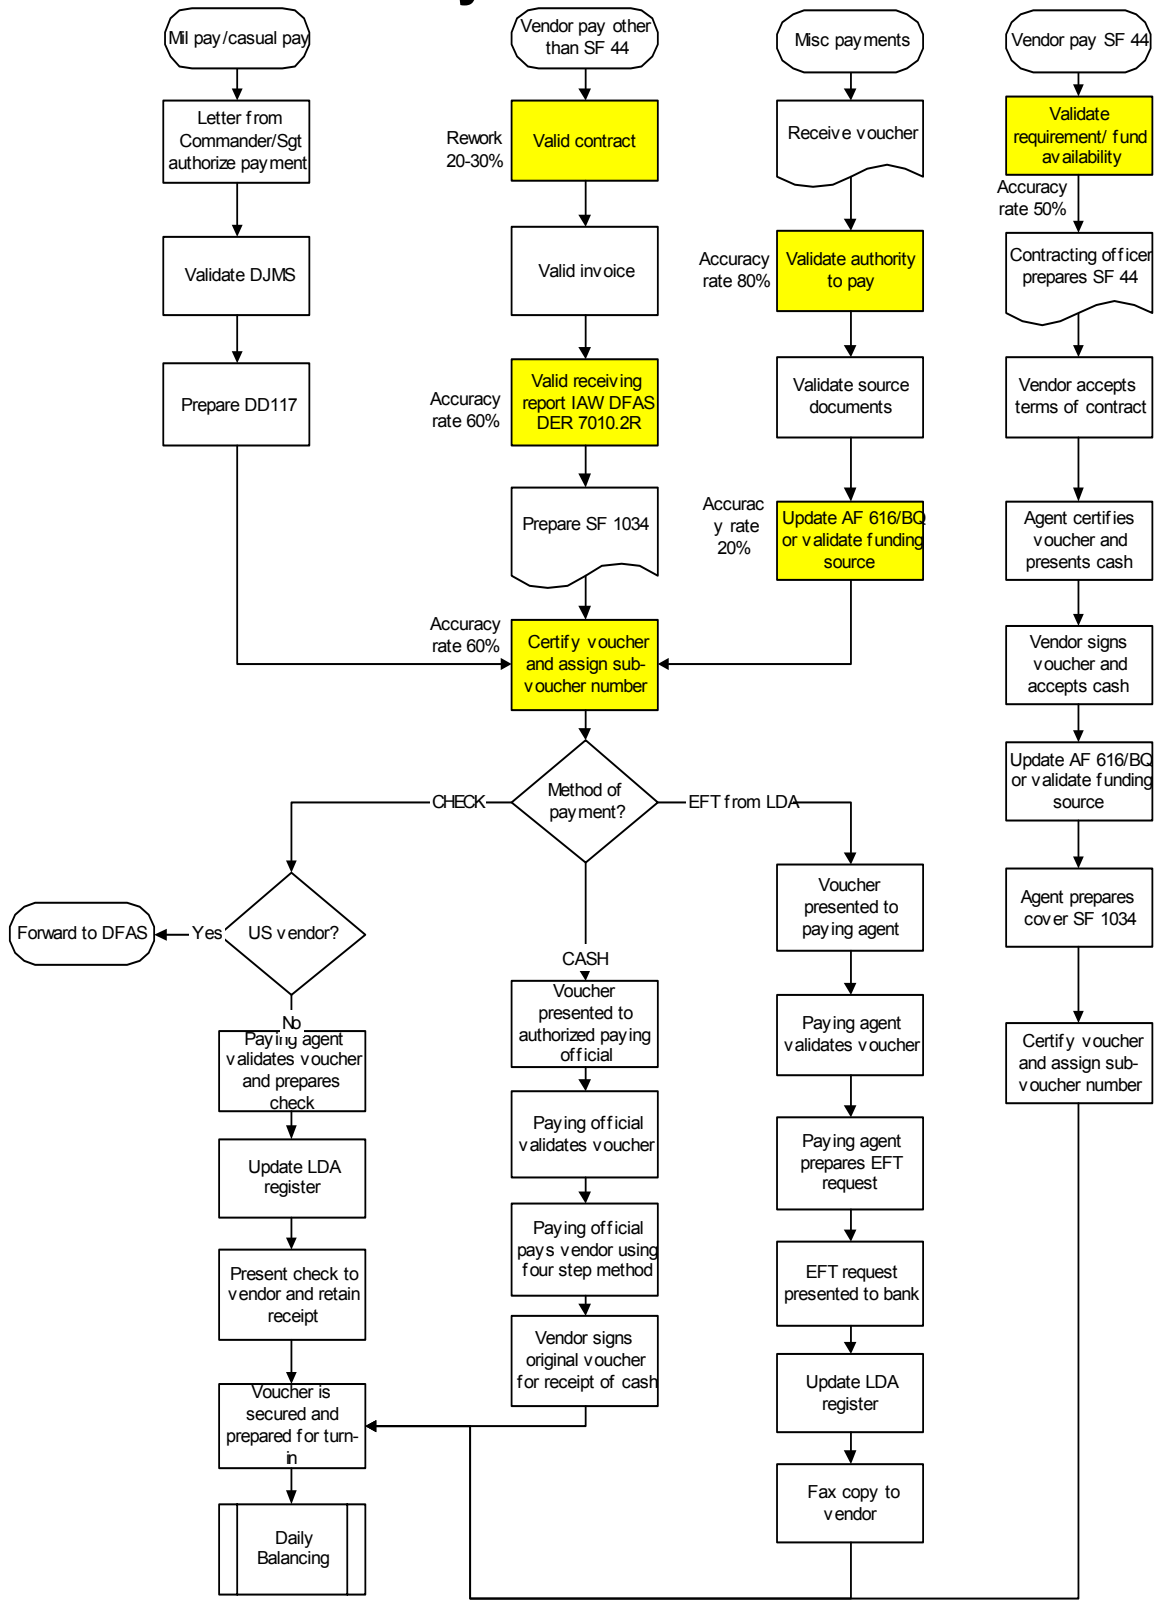 Mil pay/casual pay
Letter from
Commander/Sgt
authorize payment
Validate DJMS
Prepare DD117
Vendor pay other
than SF 44
Rework
20-30%
Valid contract
Valid invoice
Accuracy
rate 60%
Valid receiving
report IAW DFAS
DER 7010.2R
Prepare SF 1034
Accuracy
rate 60%
Certify voucher
and assign sub-
voucher number
Misc payments
Receive voucher
Accuracy
rate 80%
Validate authority
to pay
Validate source
documents
Accurac
y rate
20%
Update AF 616/BQ
or validate funding
source
Vendor pay SF 44
Validate
requirement/ fund
availability
Accuracy
rate 50%
Contracting officer
prepares SF 44
Vendor accepts
terms of contract
Agent certifies
voucher and
presents cash
Vendor signs
voucher and
accepts cash
Update AF 616/BQ
or validate funding
source
Agent prepares
cover SF 1034
Certify voucher
and assign sub-
voucher number
Method of
payment?
CHECK
US vendor?
Yes
Forward to DFAS
No
Paying agent
validates voucher
and prepares
check
Update LDA
register
Present check to
vendor and retain
receipt
Voucher is
secured and
prepared for turn-
in
Daily
Balancing
CASH
Voucher
presented to
authorized paying
official
Paying official
validates voucher
Paying official
pays vendor using
four step method
Vendor signs
original voucher
for receipt of cash
EFT from LDA
Voucher
presented to
paying agent
Paying agent
validates voucher
Paying agent
prepares EFT
request
EFT request
presented to bank
Update LDA
register
Fax copy to
vendor